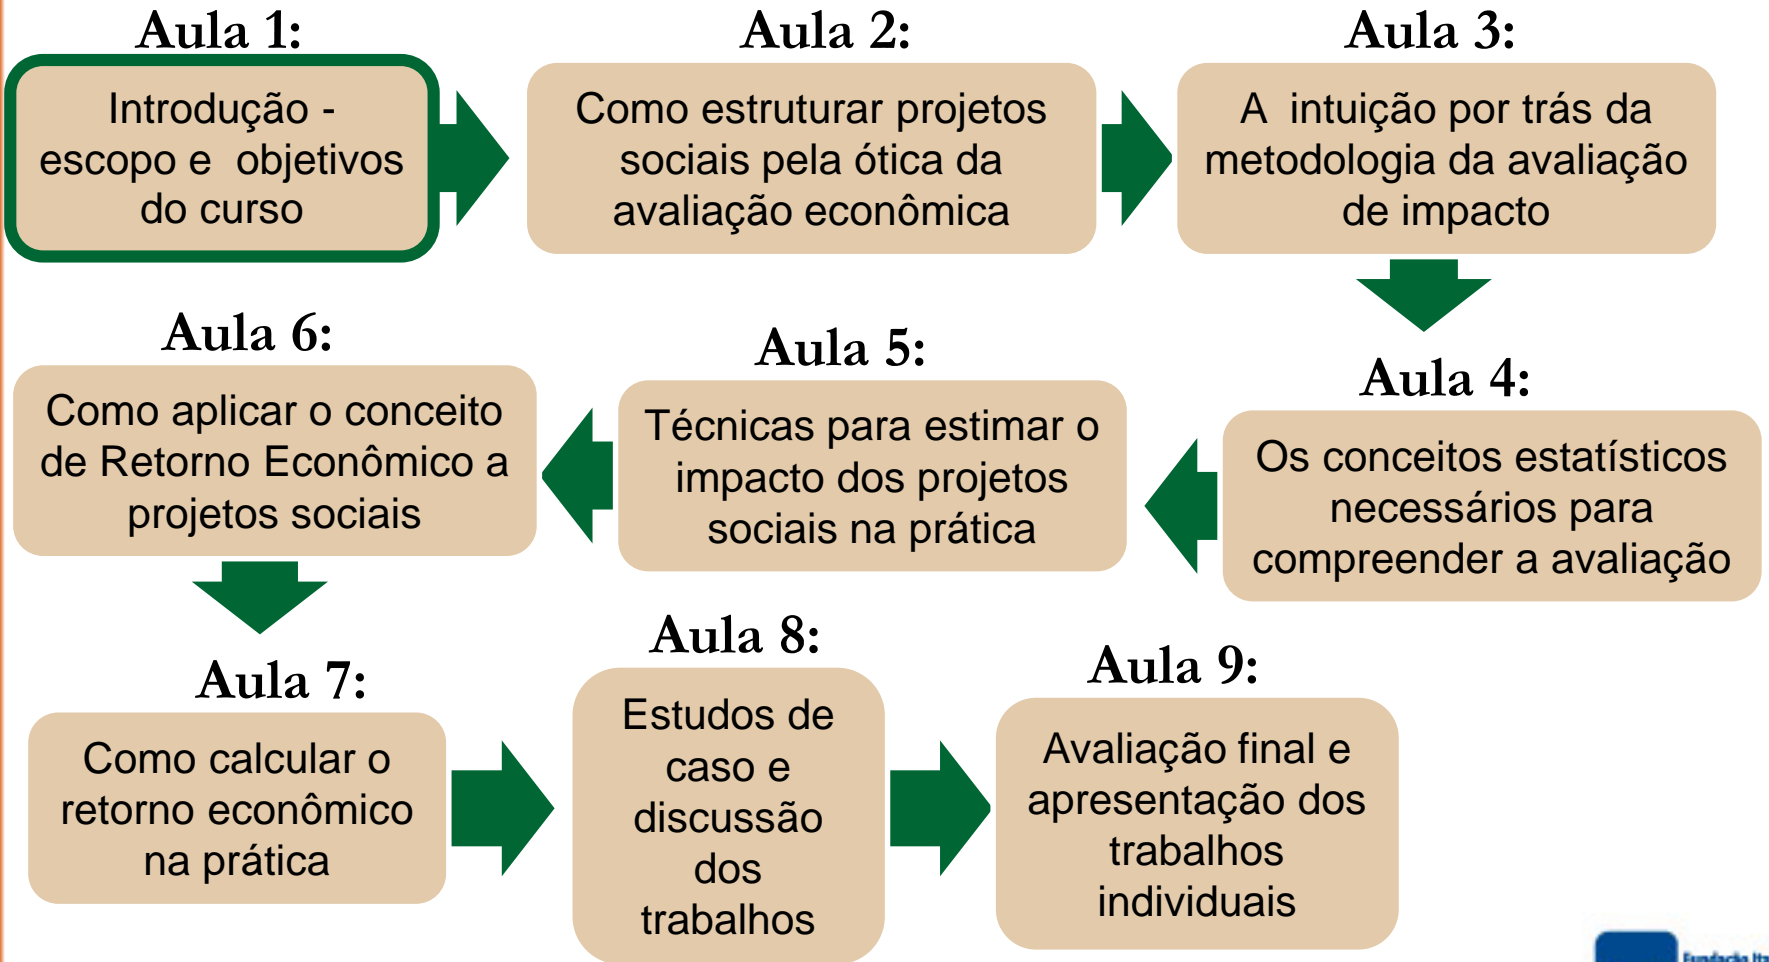 Aula 1:
Introdução -
escopo e objetivos
do curso
Aula 2:
Como estruturar projetos
sociais pela ótica da
avaliação econômica
Aula 3:
A intuição por trás da
metodologia da avaliação
de impacto
Aula 4:
Os conceitos estatísticos
necessários para
compreender a avaliação
Aula 5:
Técnicas para estimar o
impacto dos projetos
sociais na prática
Aula 6:
Como aplicar o conceito
de Retorno Econômico a
projetos sociais
Aula 7:
Como calcular o
retorno econômico
na prática
Aula 8:
Estudos de
caso e
discussão
dos
trabalhos
Aula 9:
Avaliação final e
apresentação dos
trabalhos
individuais